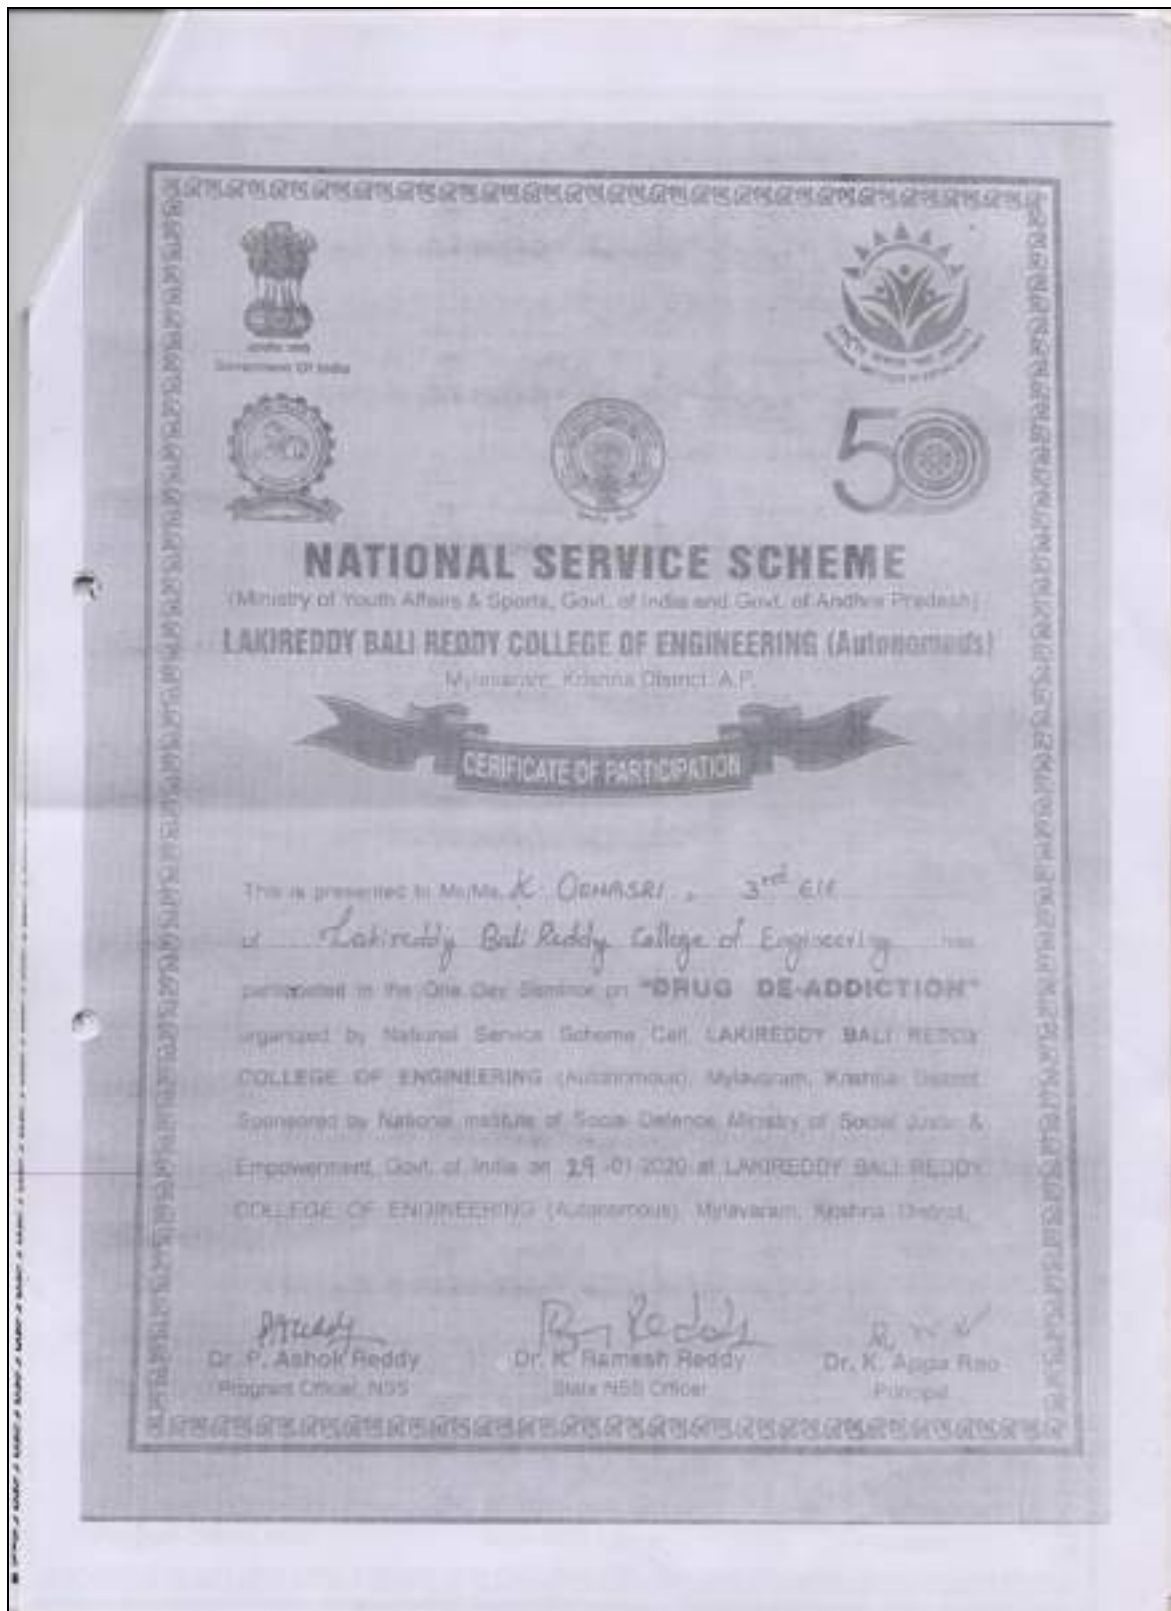 Government Of India
50
NATIONAL SERVICE SCHEME
(Ministry of Youth Affairs & Sports, Govt. of India and Govt. of Andhra Pradesh)
LAKIREDDY BALI REDDY COLLEGE OF ENGINEERING (Autonomous)
Mylavaram, Krishna District, A.P.
CERIFICATE OF PARTICIPATION
This is presented to Mr/Ms. K 3rd EIE
of Lakireddy Bali Reddy College of Engineering has
participated in the One Day Seminar on "DRUG DE-ADDICTION"
organized by National Service Scheme Cell, LAKIREDDY BALI REDDY
COLLEGE OF ENGINEERING (Autonomous), Mylavaram, Krishna District
Sponsored by National Institute of Social Defence, Ministry of Social Justice &
Empowerment, Govt. of India on 29-01-2020 at LAKIREDDY BALI REDDY
COLLEGE OF ENGINEERING (Autonomous), Mylavaram, Krishna District.
Dr. P. Ashok Reddy Dr. K. Ramesh Reddy Dr. K. Appa Rao
Program Officer, NSS State NSS Officer Principal